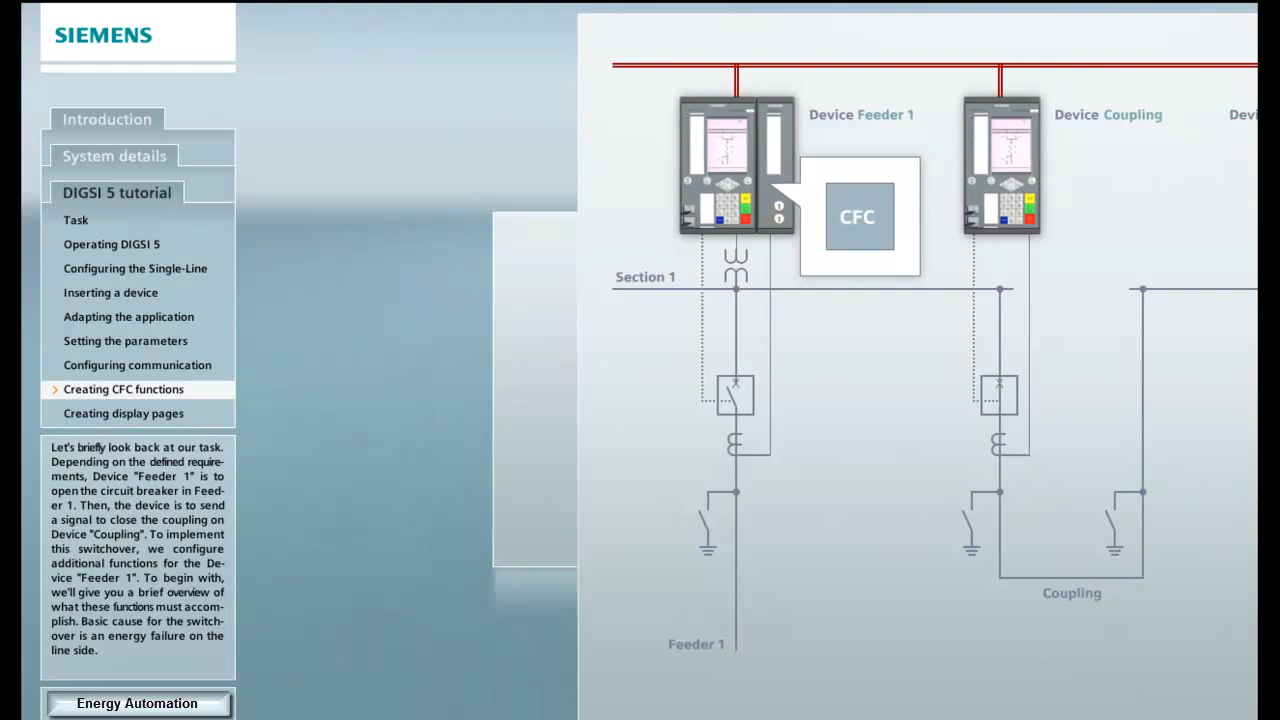 SIEMENS
Introduction
System details
DIGSI 5 tutorial
Task
Operating DIGSI 5
Configuring the Single-Line
Inserting a device
Adapting the application
Setting the parameters
Configuring communication
Creating CFC functions
Creating display pages
Let's briefly look back at our task.
Depending on the defined require-
ments, Device "Feeder 1" is to
open the circuit breaker in Feed-
er 1. Then, the device is to send
a signal to close the coupling on
Device "Coupling". To implement
this switchover, we configure
additional functions for the De-
vice "Feeder 1". To begin with,
we'll give you a brief overview of
what these functions must accom-
plish. Basic cause for the switch-
over is an energy failure on the
line side.
Energy Automation
Device Feeder 1
Device Coupling
Devi
CFC
Section 1
Coupling
Feeder 1